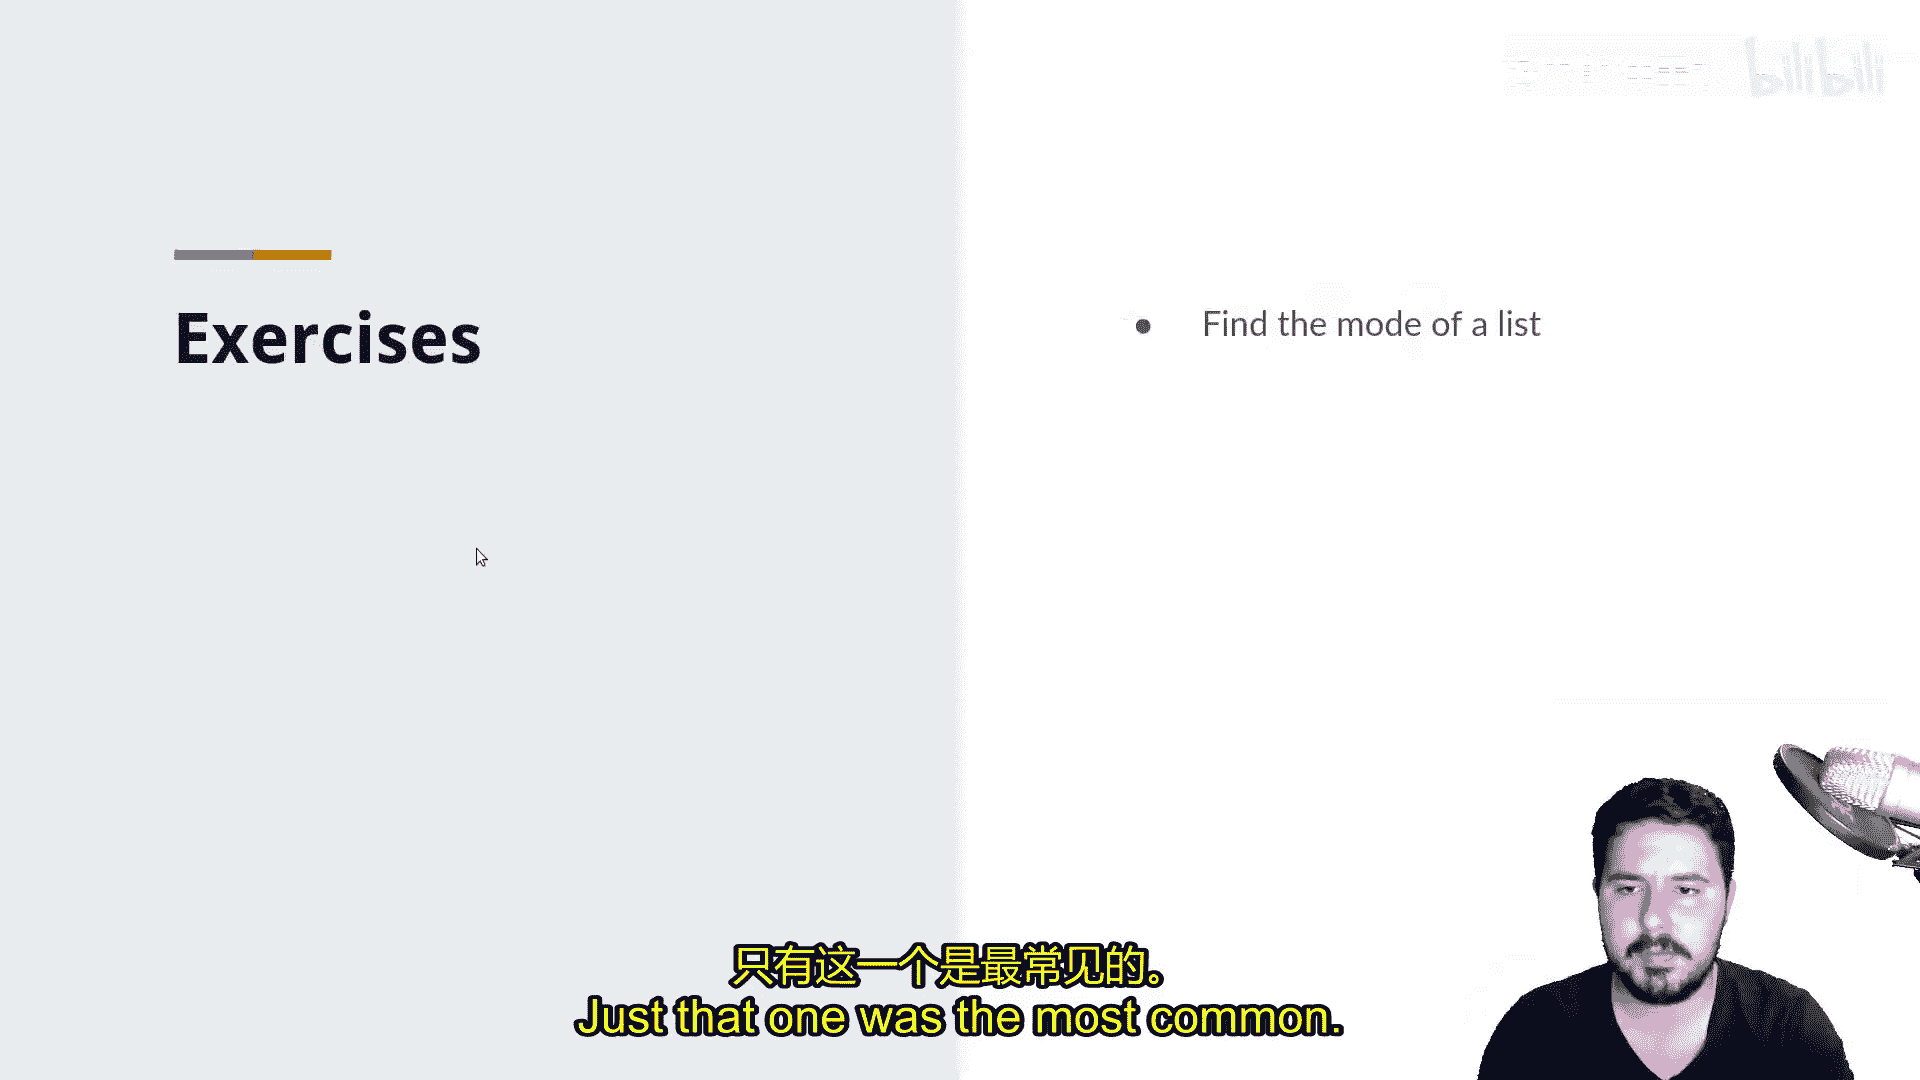 bilibili
Exercises
● Find the mode of a list
只有这一个是最常见的。
Just that one was the most common.